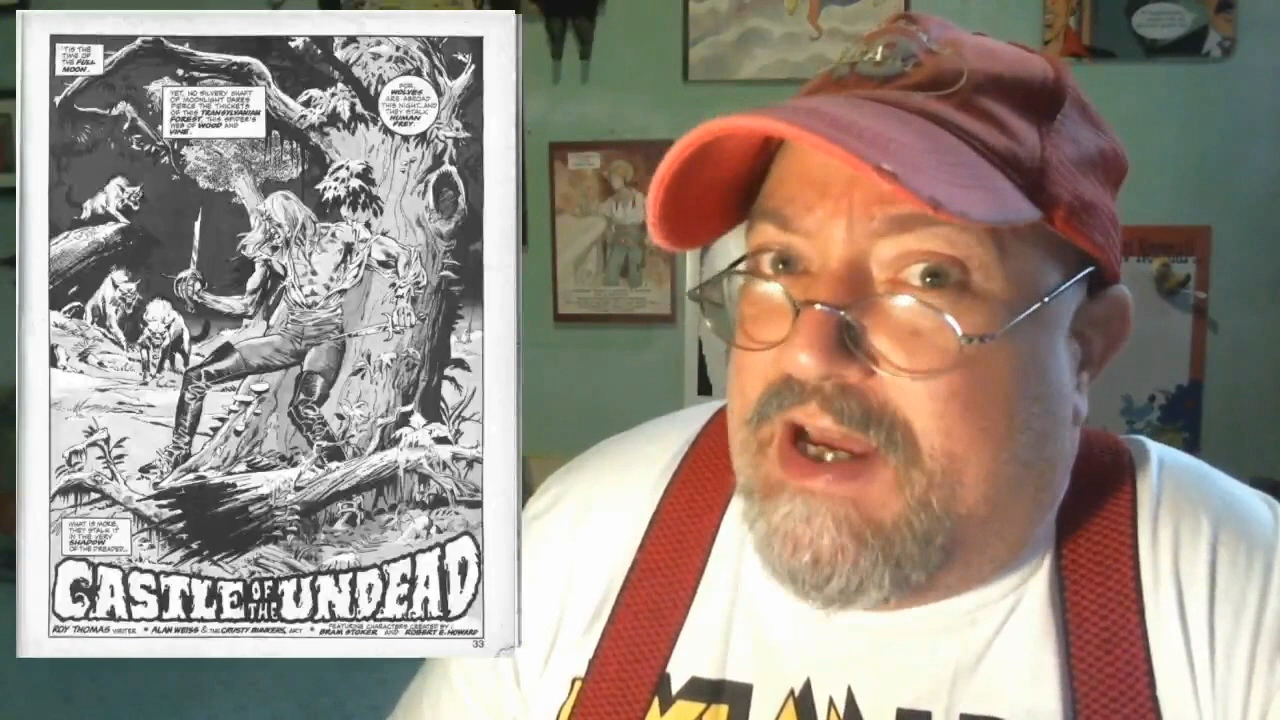 'TIS THE
TIME OF
THE FULL
MOON.
YET, NO SILVERY SHAFT
OF MOONLIGHT DARES
PIERCE THE THICKETS
OF THIS TRANSYLVANIAN
FOREST, THIS SPIDER'S
WEB OF WOOD AND
VINE.
FOR,
WOLVES
ARE ABROAD
THIS NIGHT...AND
THEY STALK
HUMAN
PREY.
WHAT IS MORE,
THEY STALK IT
IN THE VERY
SHADOW
OF THE DREADED...
CASTLE OF THE UNDEAD
ROY THOMAS WRITER * ALAN WEISS & THE CRUSTY BUNKERS, ART *
FEATURING CHARACTERS CREATED BY:
BRAM STOKER AND ROBERT E. HOWARD
33